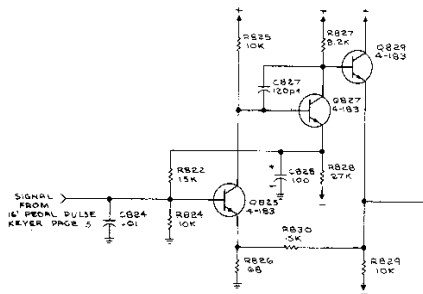 R825
10K
R827
8.2K
Q829
4-183
C827
120pf
Q827
4-183
R822
15K
C828
100
R828
27K
SIGNAL
FROM
16' PEDAL PULSE
KEYER PAGE 5
C824
.01
R824
10K
Q825
4-183
R830
15K
R826
68
R829
10K